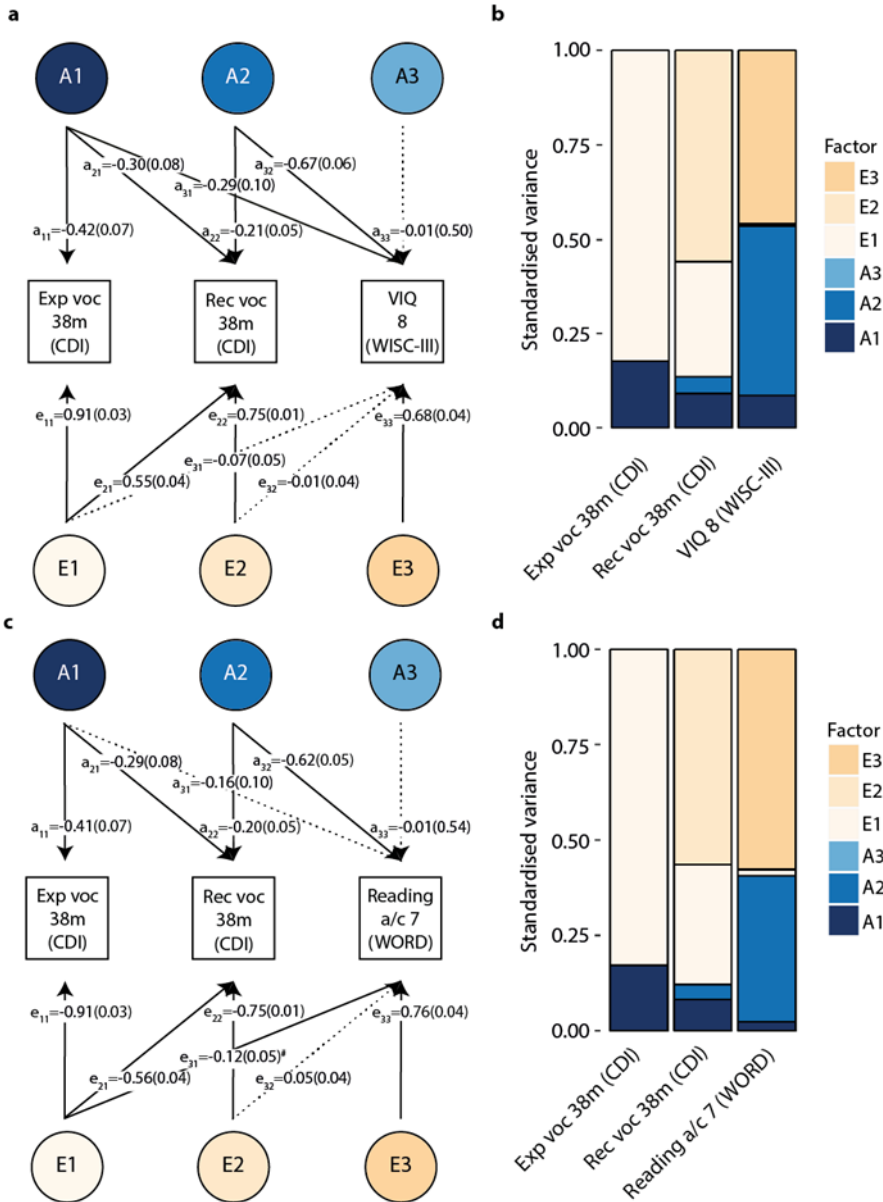 a
A1
A2
A3
a21=-0.30(0.08)
a32=-0.67(0.06)
a31=-0.29(0.10)
a11=-0.42(0.07)
a22=-0.21(0.05)
a33=-0.01(0.50)
Exp voc
38m
(CDI)
Rec voc
38m
(CDI)
VIQ
8
(WISC-III)
e11=0.91(0.03)
e22=0.75(0.01)
e33=0.68(0.04)
e31=-0.07(0.05)
e21=0.55(0.04)
e32=-0.01(0.04)
E1
E2
E3
b
Standardised variance
1.00
0.75
0.50
0.25
0.00
Exp voc 38m (CDI)
Rec voc 38m (CDI)
VIQ 8 (WISC-III)
Factor
E3
E2
E1
A3
A2
A1
c
A1
A2
A3
a21=-0.29(0.08)
a32=-0.62(0.05)
a31=-0.16(0.10)
a11=-0.41(0.07)
a22=-0.20(0.05)
a33=-0.01(0.54)
Exp voc
38m
(CDI)
Rec voc
38m
(CDI)
Reading
a/c 7
(WORD)
e11=-0.91(0.03)
e22=-0.75(0.01)
e33=0.76(0.04)
e31=-0.12(0.05)#
e21=-0.56(0.04)
e32=0.05(0.04)
E1
E2
E3
d
Standardised variance
1.00
0.75
0.50
0.25
0.00
Exp voc 38m (CDI)
Rec voc 38m (CDI)
Reading a/c 7 (WORD)
Factor
E3
E2
E1
A3
A2
A1